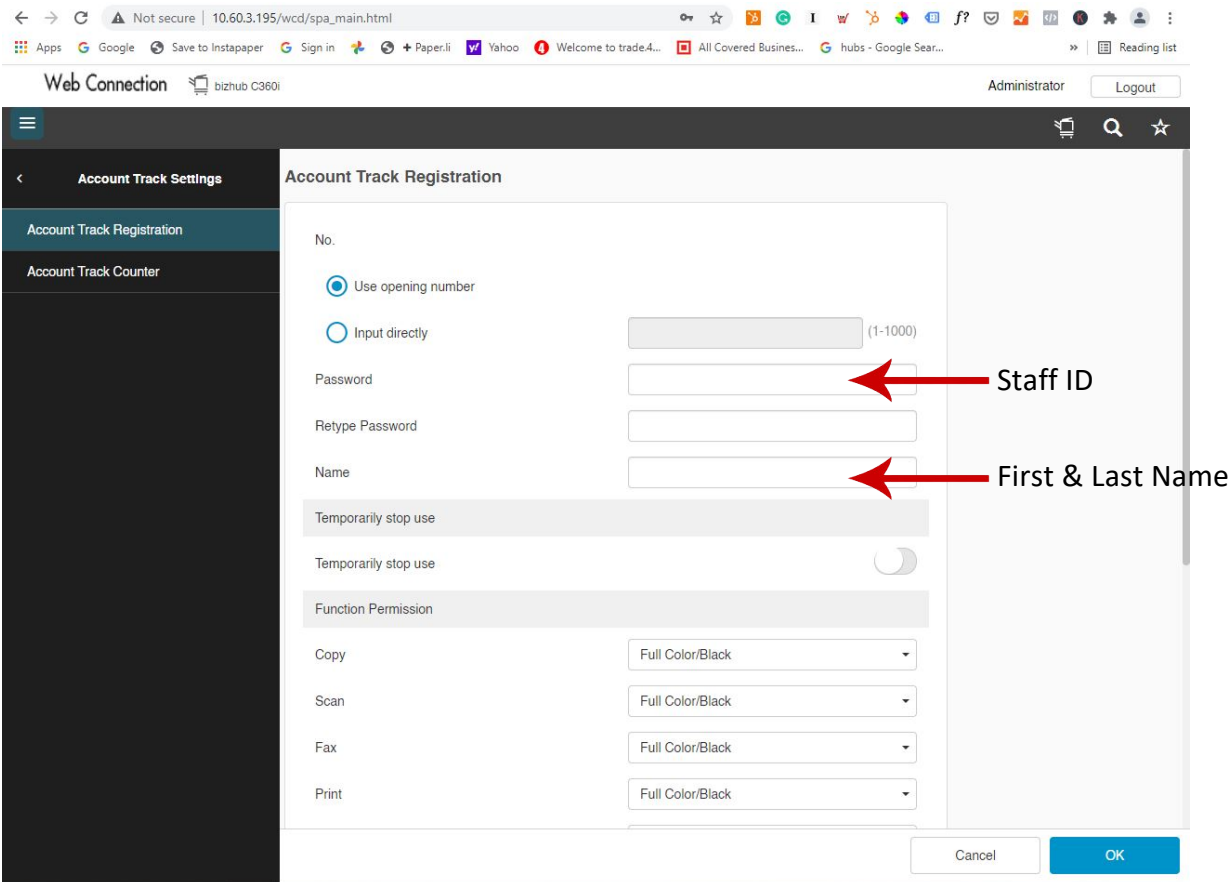 Not secure | 10.60.3.195/wcd/spa_main.html
f?
Apps Google Save to Instapaper Sign in + Paper.li Yahoo Welcome to trade.4... All Covered Busines... hubs - Google Sear... » Reading list
Web Connection bizhub C360i Administrator Logout
Account Track Settings
Account Track Registration
Account Track Counter
Account Track Registration
No.
Use opening number
Input directly (1-1000)
Password Staff ID
Retype Password
Name First & Last Name
Temporarily stop use
Temporarily stop use
Function Permission
Copy Full Color/Black
Scan Full Color/Black
Fax Full Color/Black
Print Full Color/Black
Cancel OK